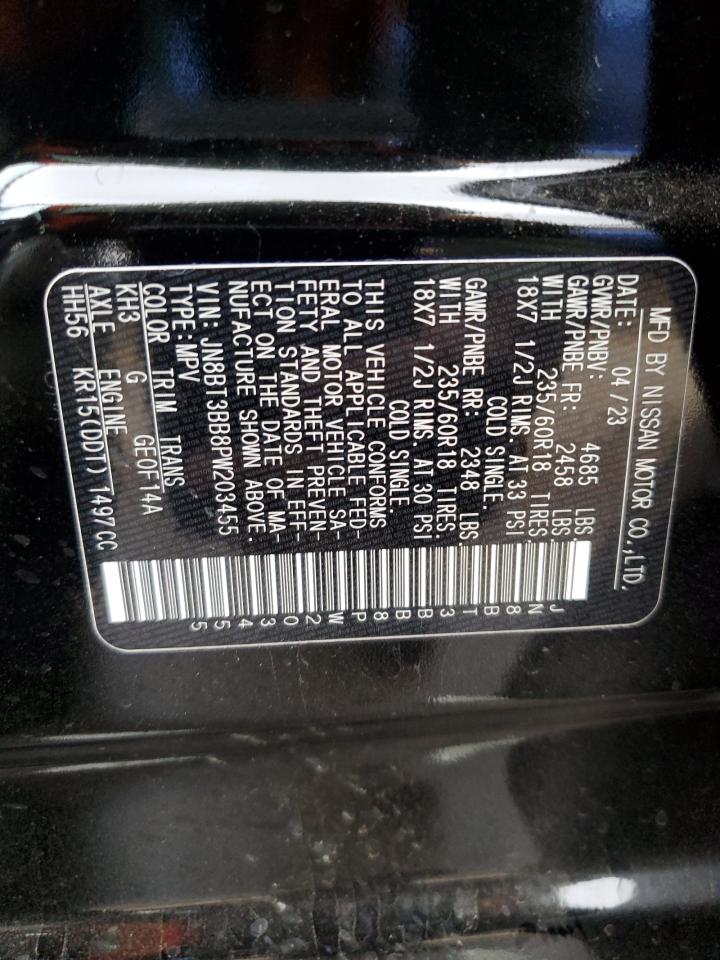 MFD BY NISSAN MOTOR CO.,LTD.
DATE: 04/23
GVWR/PNBV: 4685 LBS
GAWR/PNBE FR: 2458 LBS
WITH 235/60R18 TIRES
18X7 1/2J RIMS. AT 33 PSI
COLD SINGLE.
GAWR/PNBE RR: 2348 LBS
WITH 235/60R18 TIRES.
18X7 1/2J RIMS. AT 30 PSI
COLD SINGLE.
THIS VEHICLE CONFORMS
TO ALL APPLICABLE FED-
ERAL MOTOR VEHICLE SA-
FETY AND THEFT PREVEN-
TION STANDARDS IN EFF-
ECT ON THE DATE OF MA-
NUFACTURE SHOWN ABOVE.
VIN: JN8BT3BB8PW203455
TYPE:MPV
COLOR TRIM TRANS
KH3 G GE0F14A
AXLE ENGINE
HH56 KR15(DDT) 1497CC
JN8BT3BB8PW203455